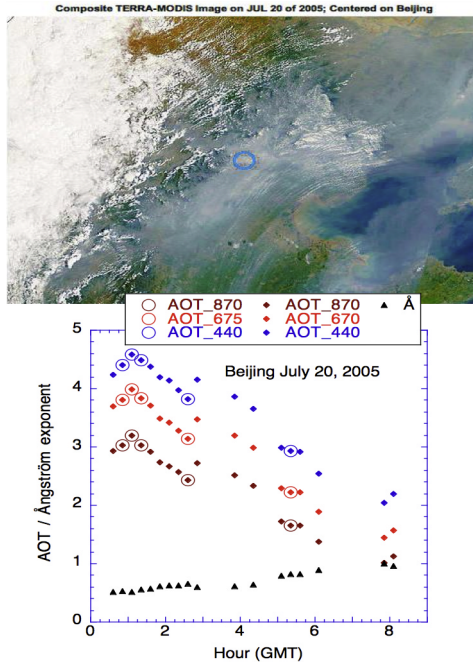 Composite TERRA-MODIS Image on JUL 20 of 2005; Centered on Beijing
AOT_870 AOT_870 Å
AOT_675 AOT_670
AOT_440 AOT_440
Beijing July 20, 2005
AOT / Ångström exponent
5
4
3
2
1
0
0 2 4 6 8
Hour (GMT)